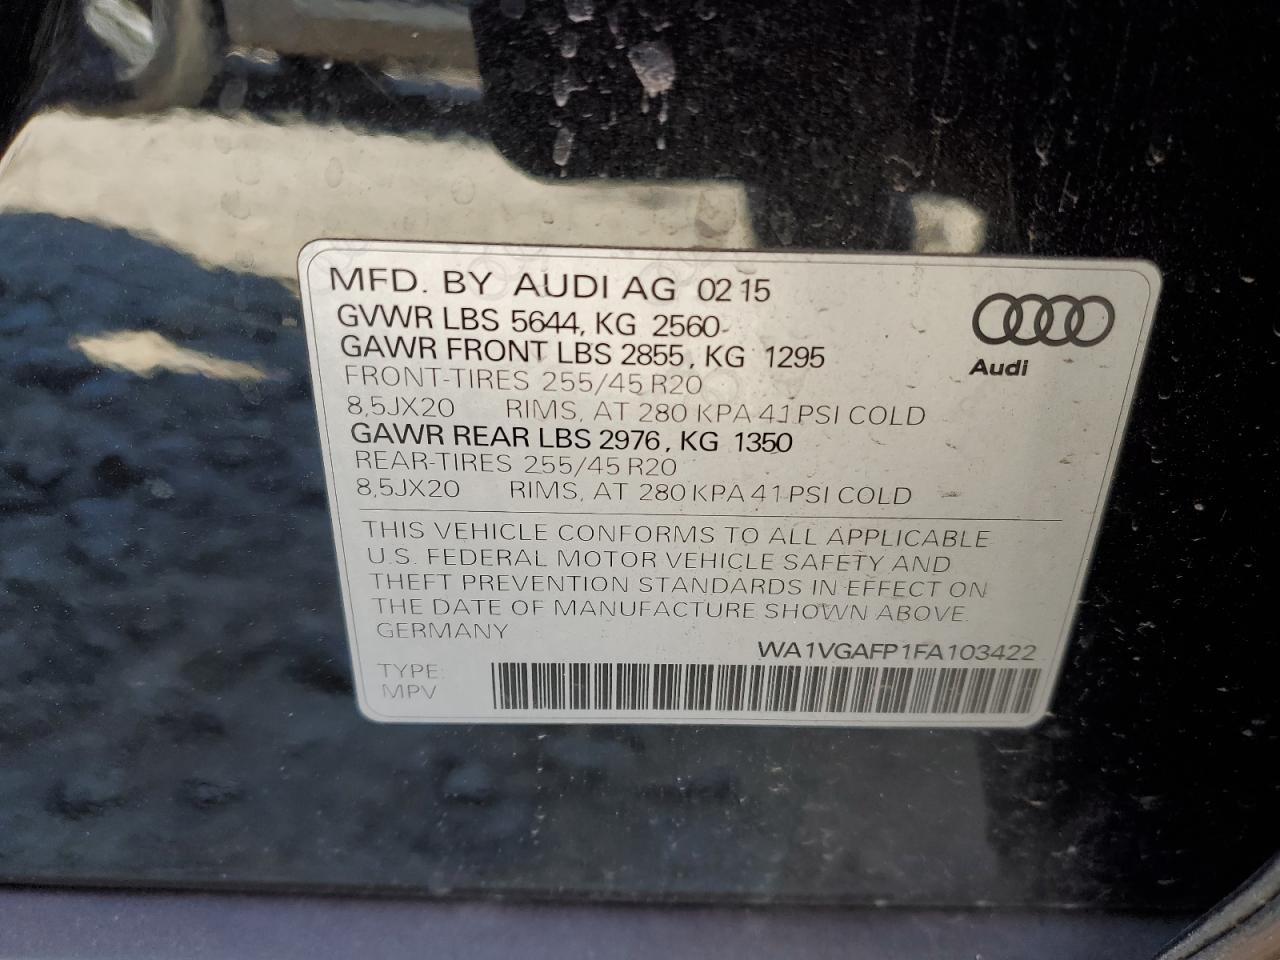 MFD. BY AUDI AG 02 15
GVWR LBS 5644, KG 2560
GAWR FRONT LBS 2855, KG 1295
FRONT-TIRES 255/45 R20
8,5JX20 RIMS, AT 280 KPA 41 PSI COLD
GAWR REAR LBS 2976, KG 1350
REAR-TIRES 255/45 R20
8,5JX20 RIMS, AT 280 KPA 41 PSI COLD
Audi
THIS VEHICLE CONFORMS TO ALL APPLICABLE
U.S. FEDERAL MOTOR VEHICLE SAFETY AND
THEFT PREVENTION STANDARDS IN EFFECT ON
THE DATE OF MANUFACTURE SHOWN ABOVE.
GERMANY
WA1VGAFP1FA103422
TYPE:
MPV